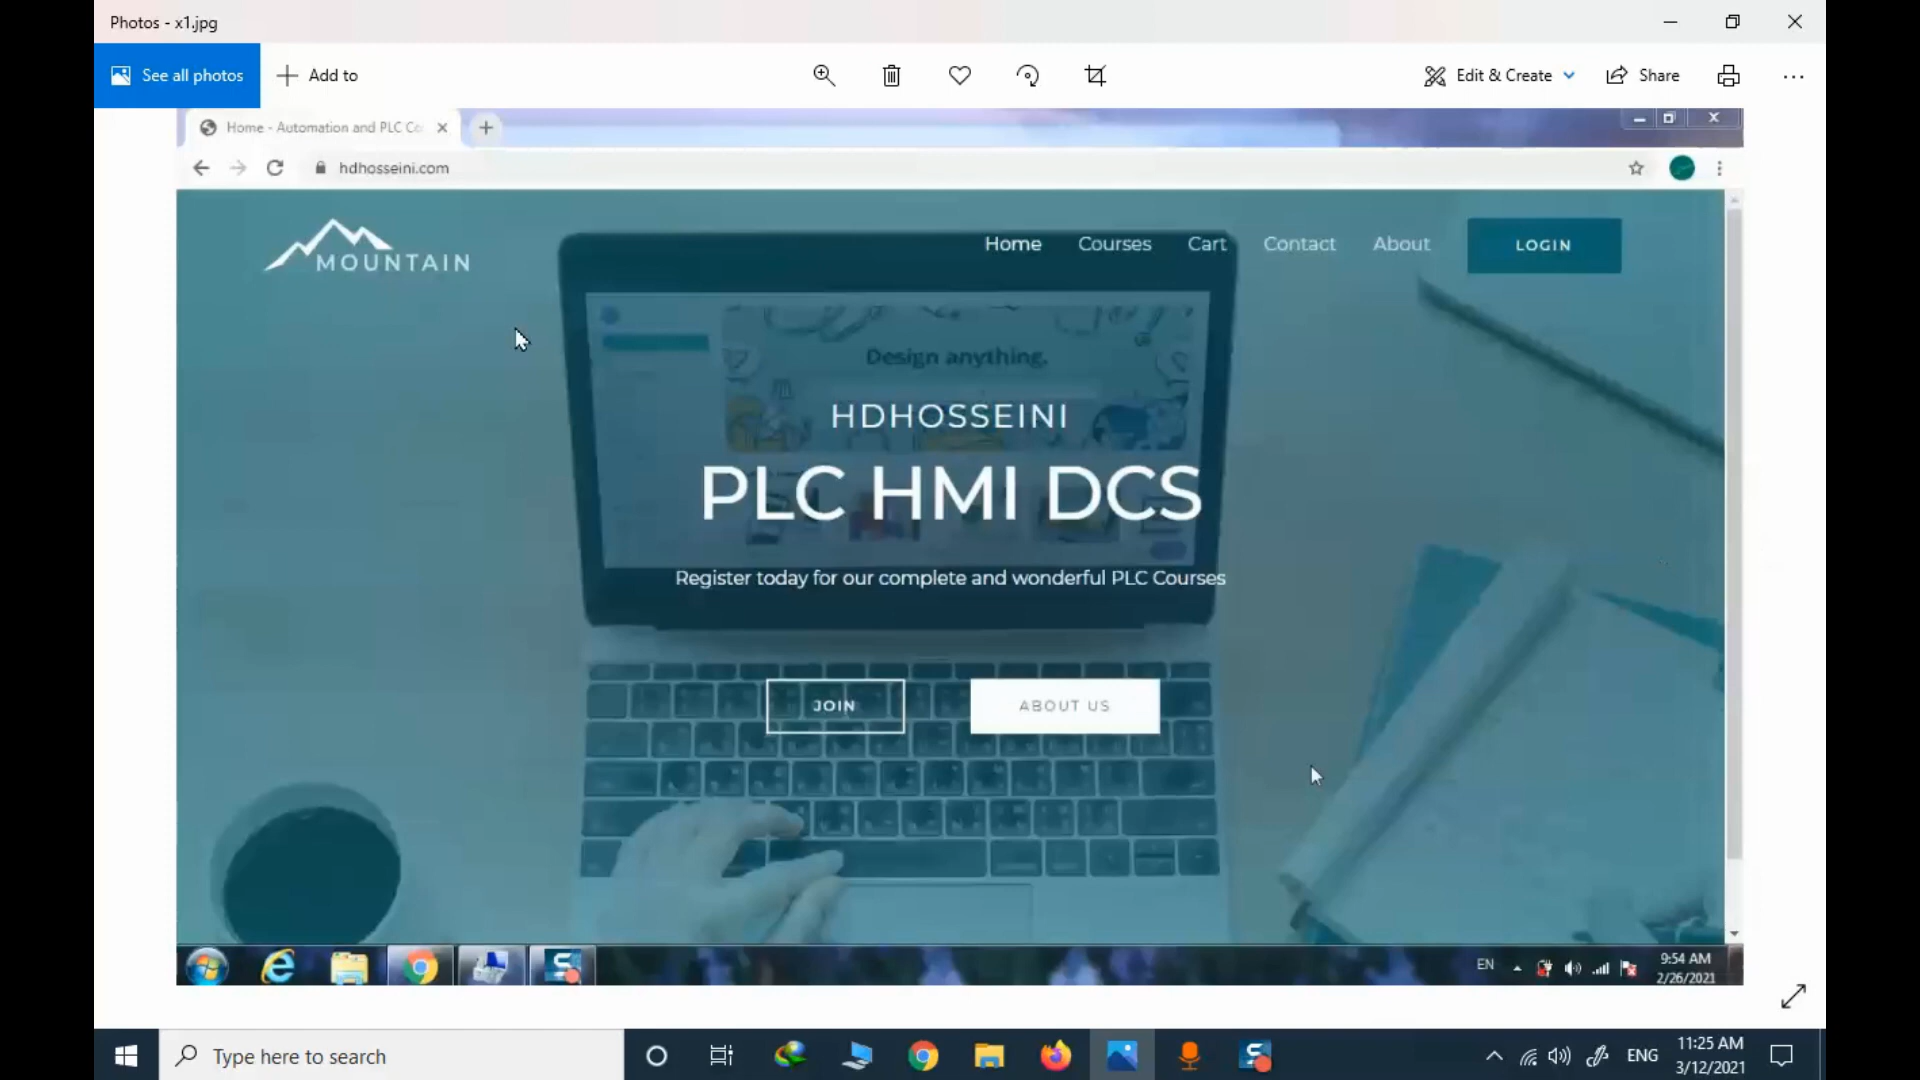 Photos - x1.jpg
See all photos
Add to
Edit & Create
Share
Home - Automation and PLC Co
hdhosseini.com
MOUNTAIN
Home Courses Cart Contact About LOGIN
Design anything.
HDHOSSEINI
PLC HMI DCS
Register today for our complete and wonderful PLC Courses
JOIN
ABOUT US
EN
9:54 AM
2/26/2021
Type here to search
ENG
11:25 AM
3/12/2021